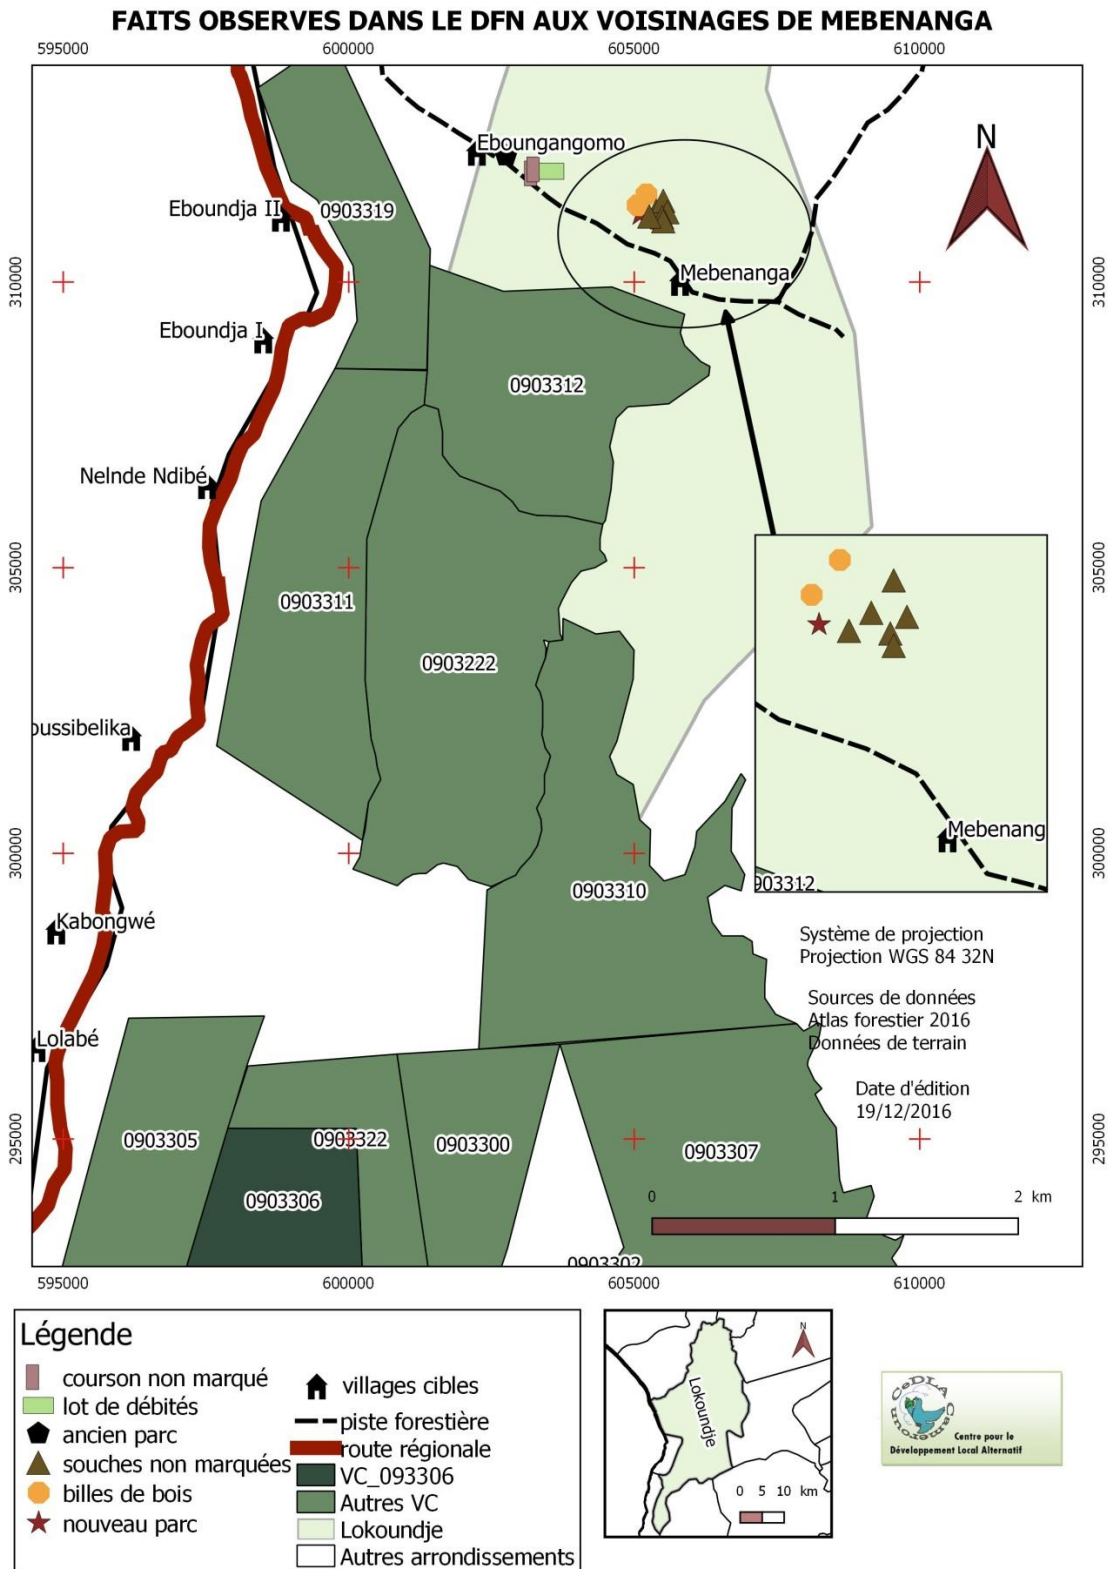 FAITS OBSERVES DANS LE DFN AUX VOISINAGES DE MEBENANGA
595000 600000 605000 610000
Eboungangomo
Eboundja II
0903319
N
Mebenanga
310000 310000
Eboundja I
0903312
Nelnde Ndibé
305000 305000
0903311
0903222
oussibelika
Mebenang
300000 300000
0903312
0903310
Kabongwé
Système de projection
Projection WGS 84 32N
Sources de données
Atlas forestier 2016
Données de terrain
Lolabé
Date d'édition
19/12/2016
295000 295000
0903305
0903322
0903300
0903307
0903306
0 1 2 km
0903302
595000 600000 605000 610000
Légende
courson non marqué
lot de débités
ancien parc
souches non marquées
billes de bois
nouveau parc
villages cibles
piste forestière
route régionale
VC_093306
Autres VC
Lokoundje
Autres arrondissements
N
Lokoundje
0 5 10 km
CeDLA Cameroun
Centre pour le
Développement Local Alternatif